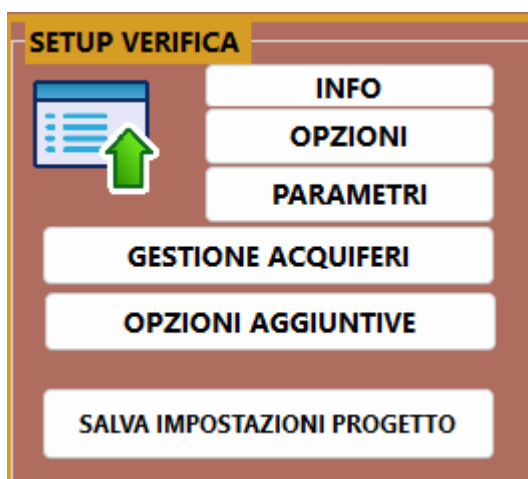 SETUP VERIFICA
INFO
OPZIONI
PARAMETRI
GESTIONE ACQUIFERI
OPZIONI AGGIUNTIVE
SALVA IMPOSTAZIONI PROGETTO